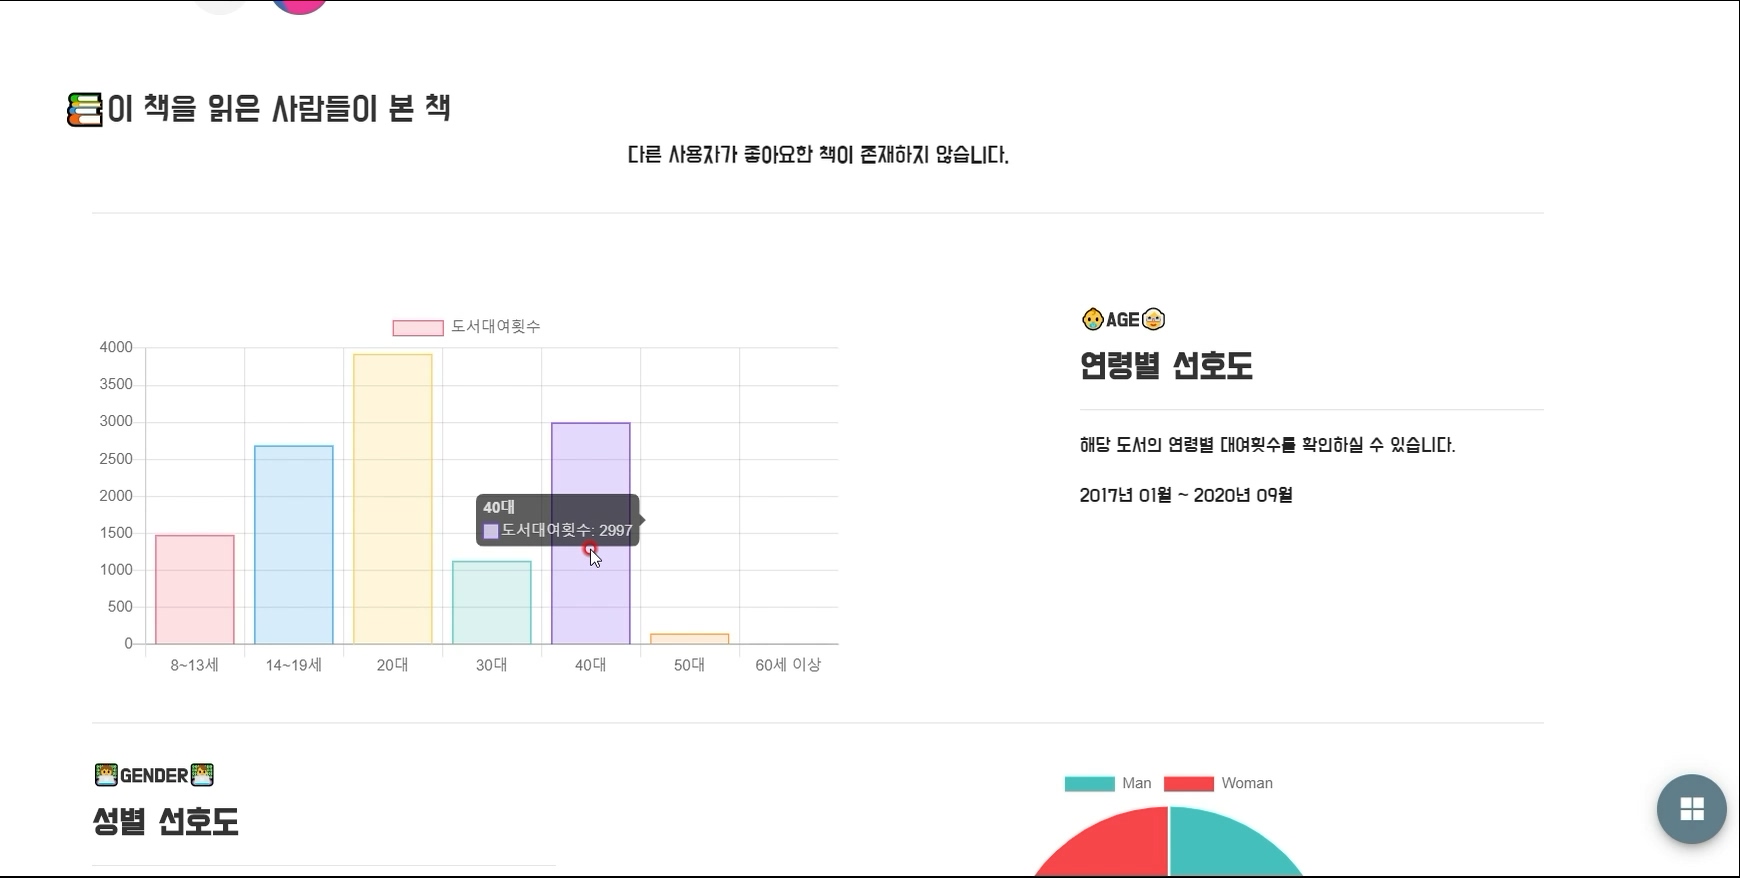 이 책을 읽은 사람들이 본 책
다른 사용자가 좋아요한 책이 존재하지 않습니다.
도서대여횟수
4000
3500
3000
2500
2000
1500
1000
500
0
40대
도서대여횟수: 2997
8~13세 14~19세 20대 30대 40대 50대 60세 이상
AGE
연령별 선호도
해당 도서의 연령별 대여횟수를 확인하실 수 있습니다.
2017년 01월 ~ 2020년 09월
GENDER
성별 선호도
Man Woman